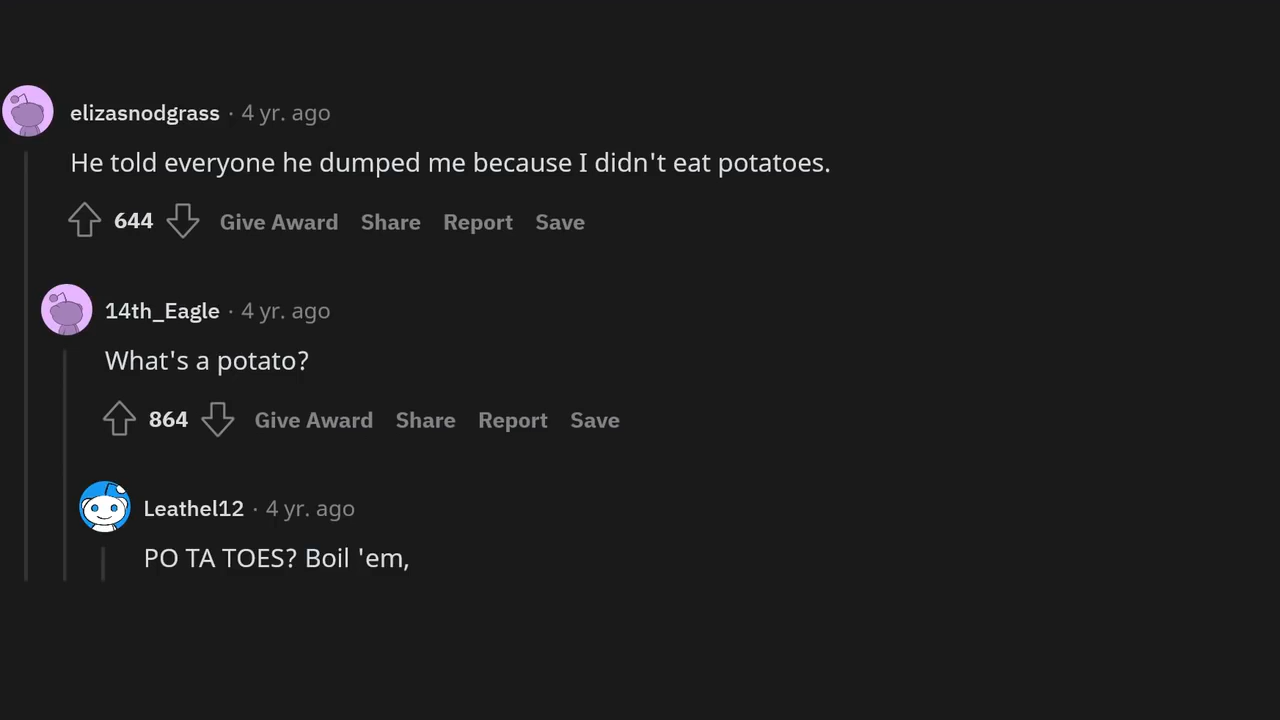 elizasnodgrass · 4 yr. ago
He told everyone he dumped me because I didn't eat potatoes.
644 Give Award Share Report Save
14th_Eagle · 4 yr. ago
What's a potato?
864 Give Award Share Report Save
Leathel12 · 4 yr. ago
PO TA TOES? Boil 'em,